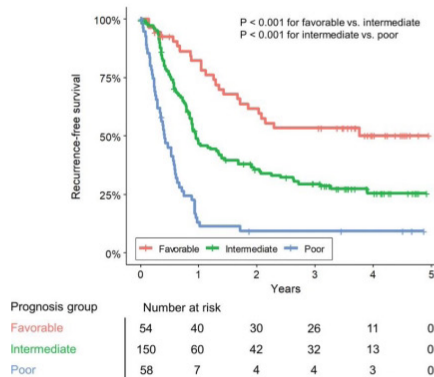 P < 0.001 for favorable vs. intermediate
P < 0.001 for intermediate vs. poor
Recurrence-free survival
100%
75%
50%
25%
0%
Favorable Intermediate Poor
0 1 2 3 4 5
Years
Prognosis group Number at risk
Favorable 54 40 30 26 11 0
Intermediate 150 60 42 32 13 0
Poor 58 7 4 4 3 0